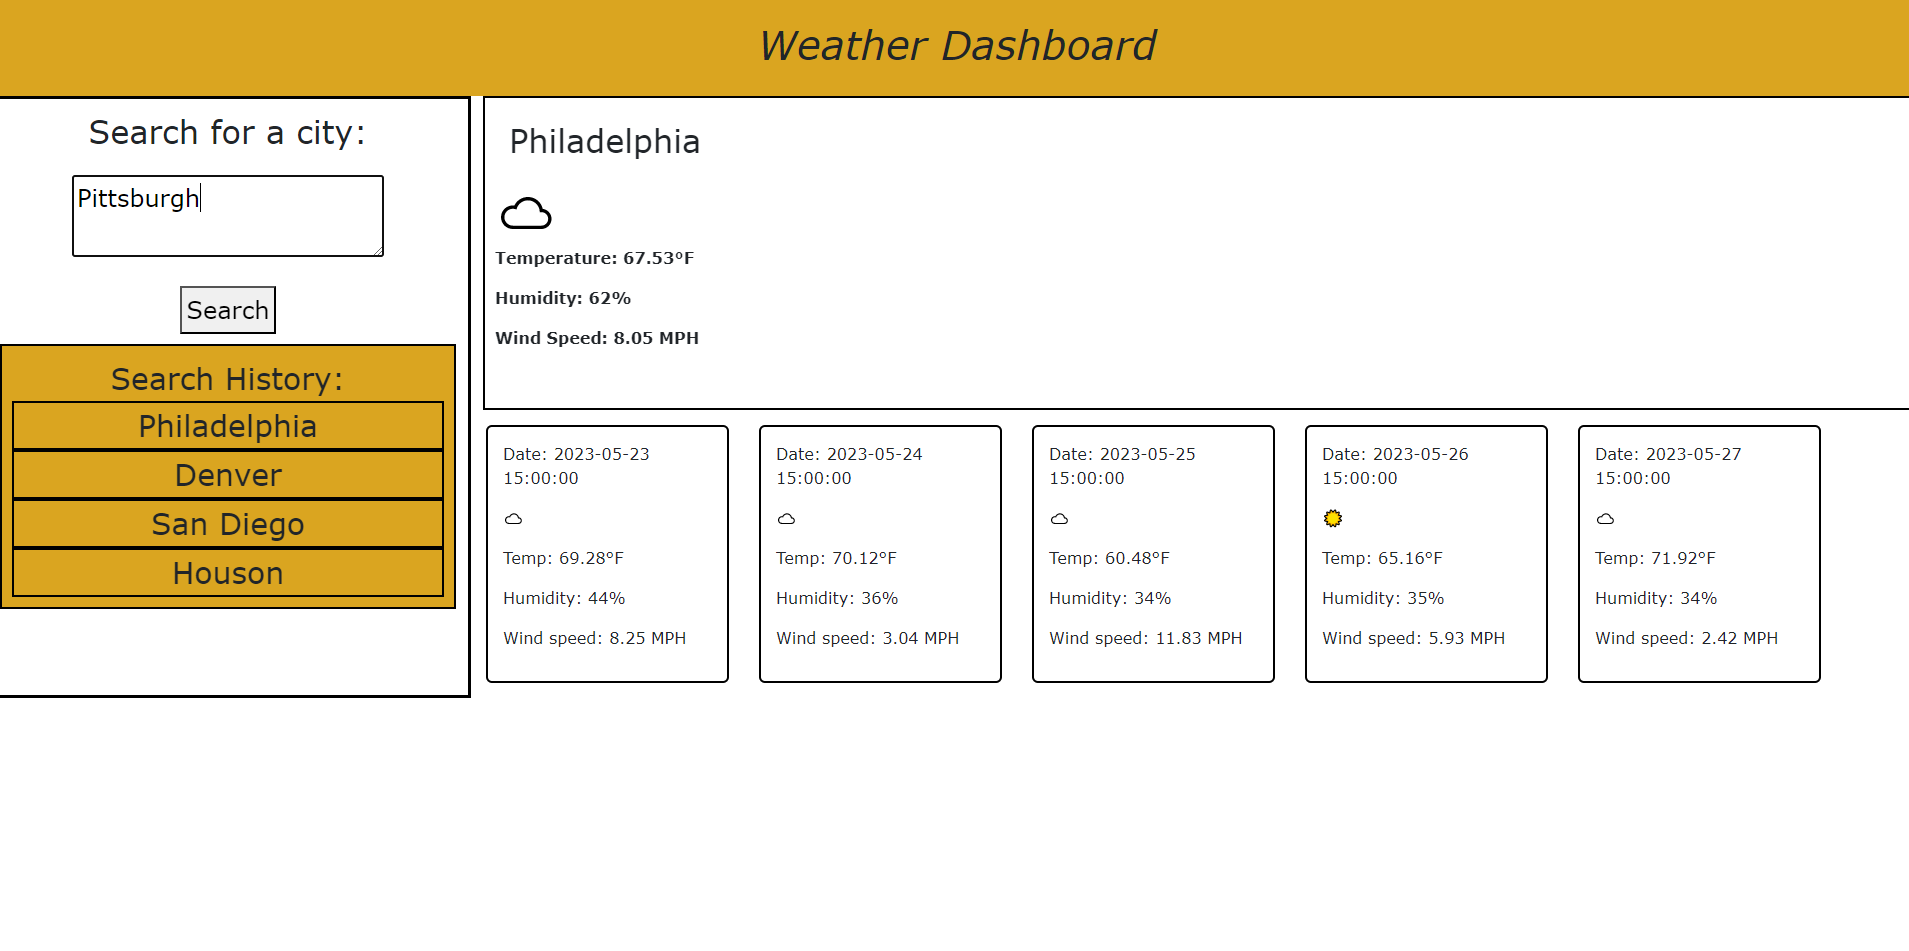 Weather Dashboard
Search for a city:
Pittsburgh
Search
Search History:
Philadelphia
Denver
San Diego
Houson
Philadelphia
Temperature: 67.53ºF
Humidity: 62%
Wind Speed: 8.05 MPH
Date: 2023-05-23
15:00:00
Temp: 69.28°F
Humidity: 44%
Wind speed: 8.25 MPH
Date: 2023-05-24
15:00:00
Temp: 70.12°F
Humidity: 36%
Wind speed: 3.04 MPH
Date: 2023-05-25
15:00:00
Temp: 60.48°F
Humidity: 34%
Wind speed: 11.83 MPH
Date: 2023-05-26
15:00:00
Temp: 65.16°F
Humidity: 35%
Wind speed: 5.93 MPH
Date: 2023-05-27
15:00:00
Temp: 71.92°F
Humidity: 34%
Wind speed: 2.42 MPH